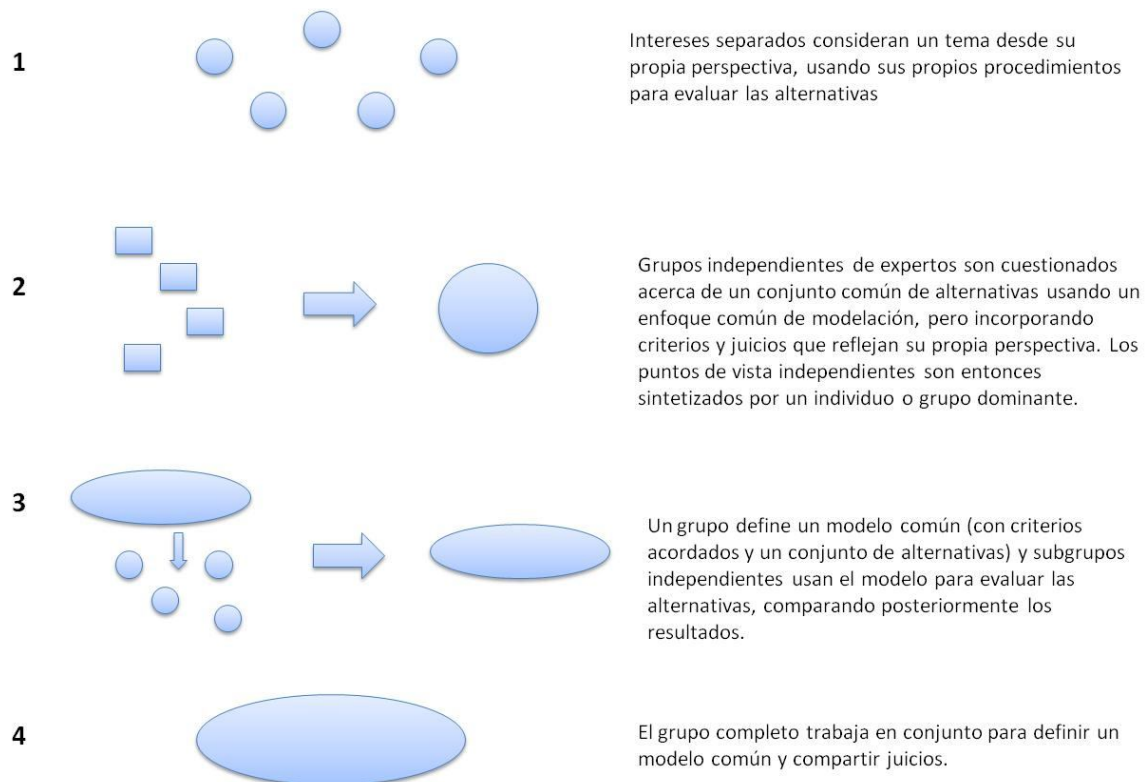 1
Intereses separados consideran un tema desde su
propia perspectiva, usando sus propios procedimientos
para evaluar las alternativas
2
Grupos independientes de expertos son cuestionados
acerca de un conjunto común de alternativas usando un
enfoque común de modelación, pero incorporando
criterios y juicios que reflejan su propia perspectiva. Los
puntos de vista independientes son entonces
sintetizados por un individuo o grupo dominante.
3
Un grupo define un modelo común (con criterios
acordados y un conjunto de alternativas) y subgrupos
independientes usan el modelo para evaluar las
alternativas, comparando posteriormente los
resultados.
4
El grupo completo trabaja en conjunto para definir un
modelo común y compartir juicios.